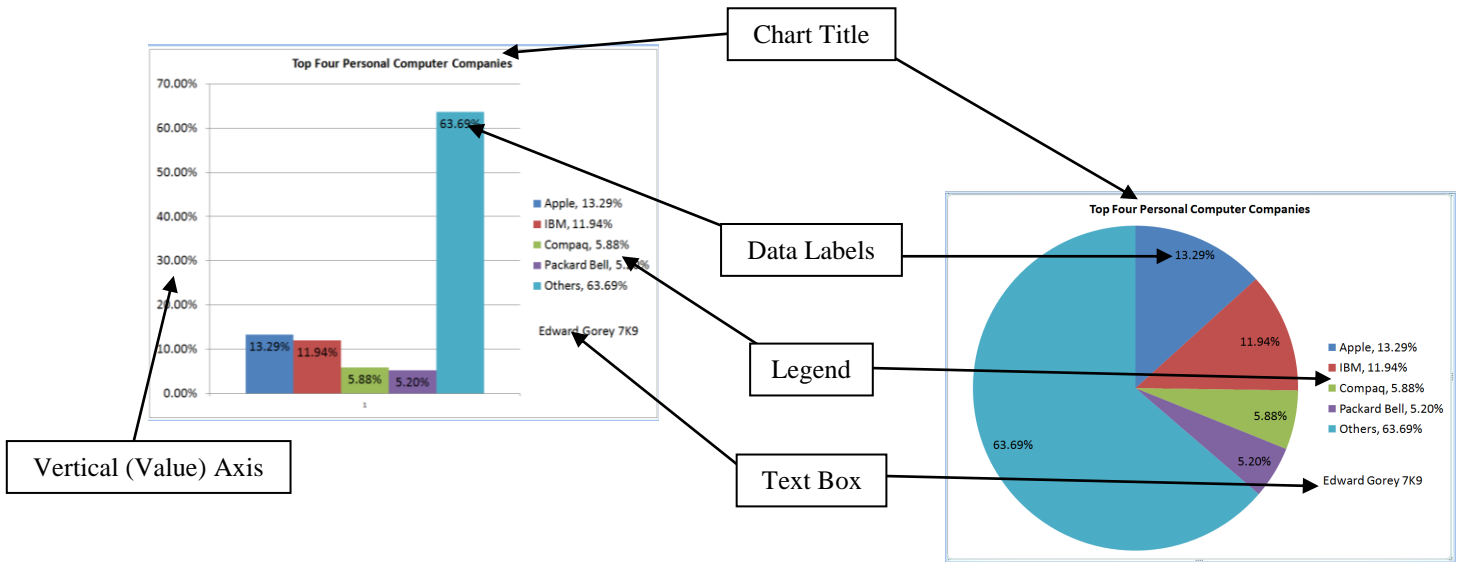 Chart Title
Top Four Personal Computer Companies
70.00%
60.00%
50.00%
40.00%
30.00%
20.00%
10.00%
0.00%
63.69%
13.29%
11.94%
5.88%
5.20%
1
Apple, 13.29%
IBM, 11.94%
Compaq, 5.88%
Packard Bell, 5.20%
Others, 63.69%
Edward Gorey 7K9
Data Labels
Legend
Vertical (Value) Axis
Text Box
Top Four Personal Computer Companies
13.29%
11.94%
5.88%
5.20%
63.69%
Apple, 13.29%
IBM, 11.94%
Compaq, 5.88%
Packard Bell, 5.20%
Others, 63.69%
Edward Gorey 7K9